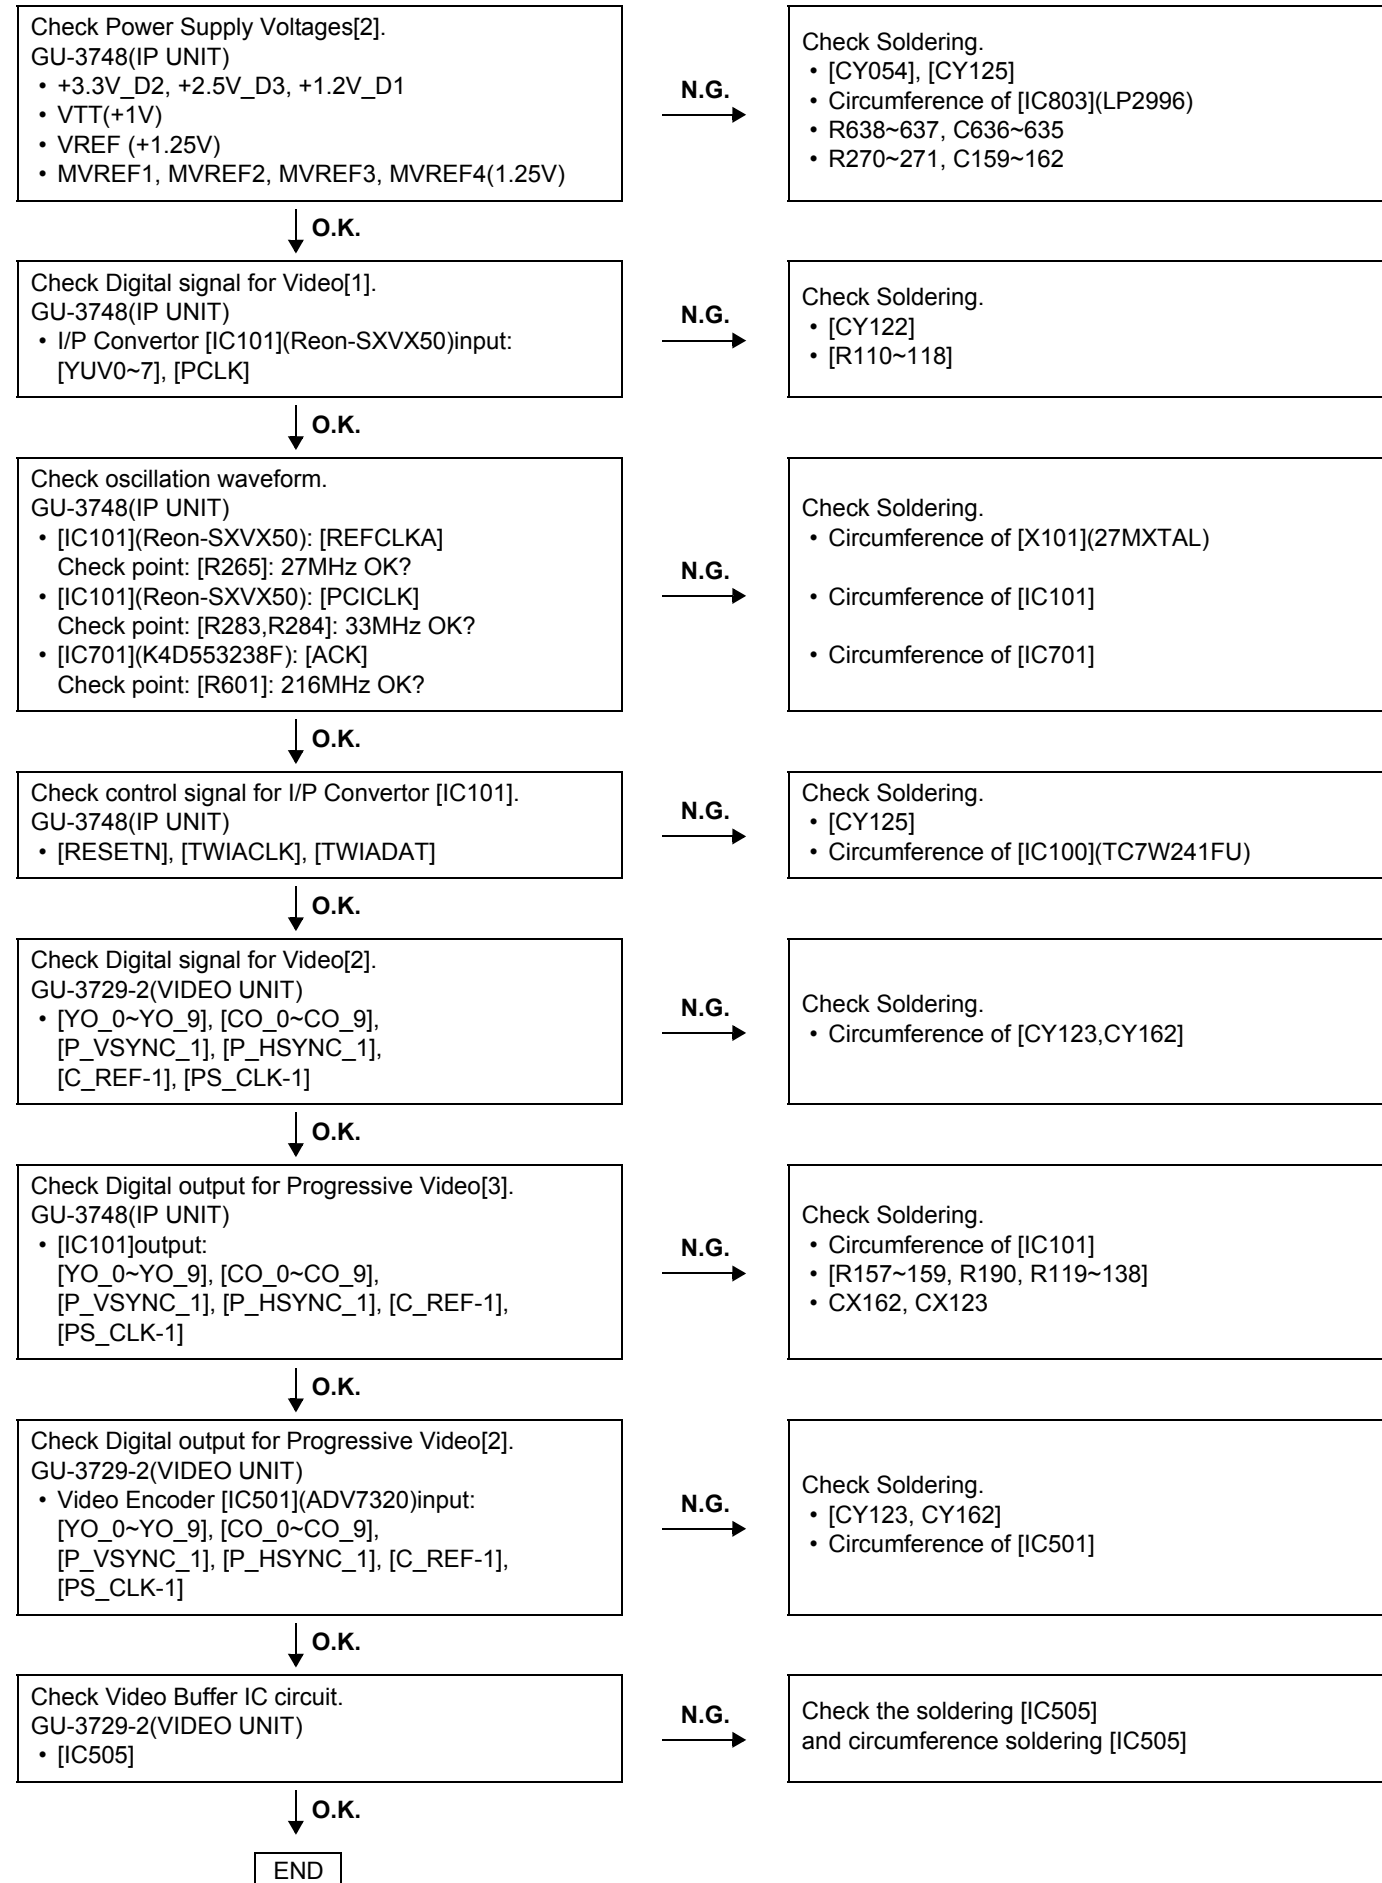 Check Power Supply Voltages[2].
GU-3748(IP UNIT)
• +3.3V_D2, +2.5V_D3, +1.2V_D1
• VTT(+1V)
• VREF (+1.25V)
• MVREF1, MVREF2, MVREF3, MVREF4(1.25V)
N.G.
Check Soldering.
• [CY054], [CY125]
• Circumference of [IC803](LP2996)
• R638~637, C636~635
• R270~271, C159~162
O.K.
Check Digital signal for Video[1].
GU-3748(IP UNIT)
• I/P Convertor [IC101](Reon-SXVX50)input:
[YUV0~7], [PCLK]
N.G.
Check Soldering.
• [CY122]
• [R110~118]
O.K.
Check oscillation waveform.
GU-3748(IP UNIT)
• [IC101](Reon-SXVX50): [REFCLKA]
Check point: [R265]: 27MHz OK?
• [IC101](Reon-SXVX50): [PCICLK]
Check point: [R283,R284]: 33MHz OK?
• [IC701](K4D553238F): [ACK]
Check point: [R601]: 216MHz OK?
N.G.
Check Soldering.
• Circumference of [X101](27MXTAL)
• Circumference of [IC101]
• Circumference of [IC701]
O.K.
Check control signal for I/P Convertor [IC101].
GU-3748(IP UNIT)
• [RESETN], [TWIACLK], [TWIADAT]
N.G.
Check Soldering.
• [CY125]
• Circumference of [IC100](TC7W241FU)
O.K.
Check Digital signal for Video[2].
GU-3729-2(VIDEO UNIT)
• [YO_0~YO_9], [CO_0~CO_9],
[P_VSYNC_1], [P_HSYNC_1],
[C_REF-1], [PS_CLK-1]
N.G.
Check Soldering.
• Circumference of [CY123,CY162]
O.K.
Check Digital output for Progressive Video[3].
GU-3748(IP UNIT)
• [IC101]output:
[YO_0~YO_9], [CO_0~CO_9],
[P_VSYNC_1], [P_HSYNC_1], [C_REF-1],
[PS_CLK-1]
N.G.
Check Soldering.
• Circumference of [IC101]
• [R157~159, R190, R119~138]
• CX162, CX123
O.K.
Check Digital output for Progressive Video[2].
GU-3729-2(VIDEO UNIT)
• Video Encoder [IC501](ADV7320)input:
[YO_0~YO_9], [CO_0~CO_9],
[P_VSYNC_1], [P_HSYNC_1], [C_REF-1],
[PS_CLK-1]
N.G.
Check Soldering.
• [CY123, CY162]
• Circumference of [IC501]
O.K.
Check Video Buffer IC circuit.
GU-3729-2(VIDEO UNIT)
• [IC505]
N.G.
Check the soldering [IC505]
and circumference soldering [IC505]
O.K.
END